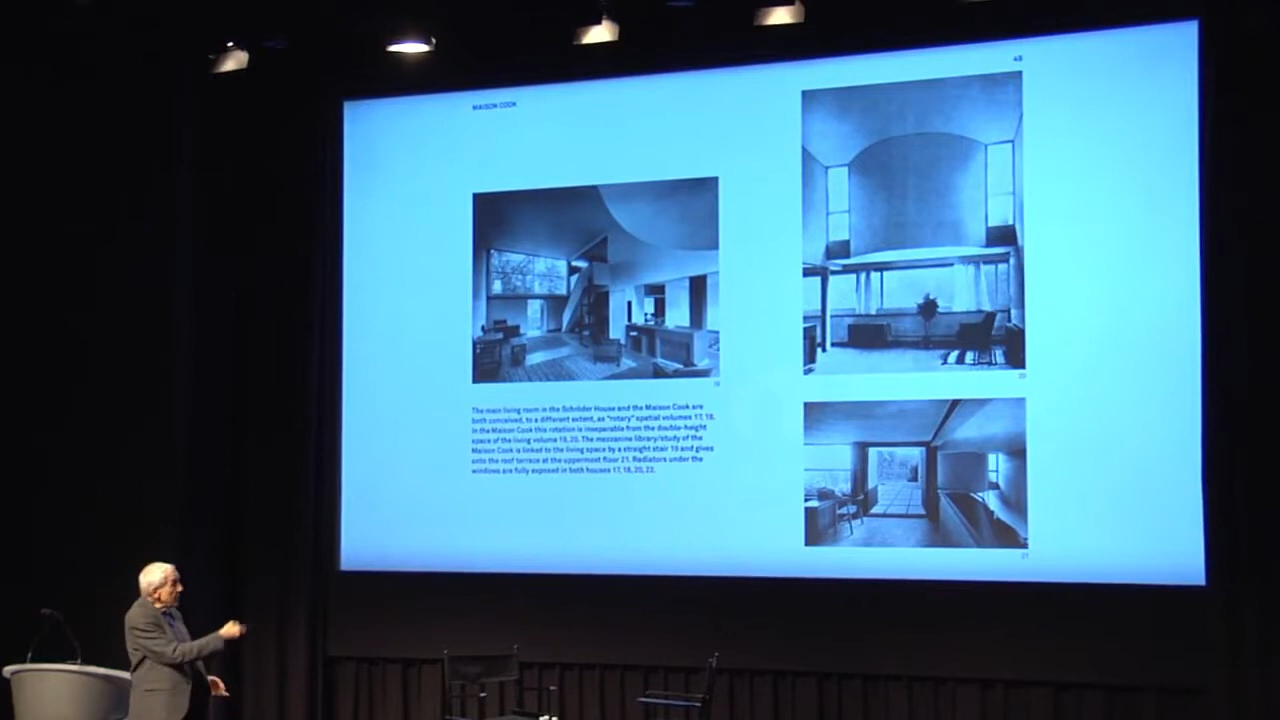 MAISON COOK
49
19
The main living room in the Schröder House and the Maison Cook are
both conceived, to a different extent, as "rotary" spatial volumes 17, 18.
In the Maison Cook this rotation is inseparable from the double-height
space of the living volume 19, 20. The mezzanine library/study of the
Maison Cook is linked to the living space by a straight stair 19 and gives
onto the roof terrace at the uppermost floor 21. Radiators under the
windows are fully exposed in both houses 17, 18, 20, 22.
20
21